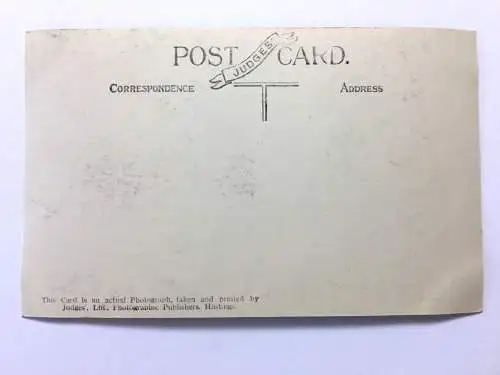 POST CARD.
JUDGES'
CORRESPONDENCE ADDRESS
This Card is an actual Photograph, taken and printed by
Judges', Ltd., Photographic Publishers, Hastings.